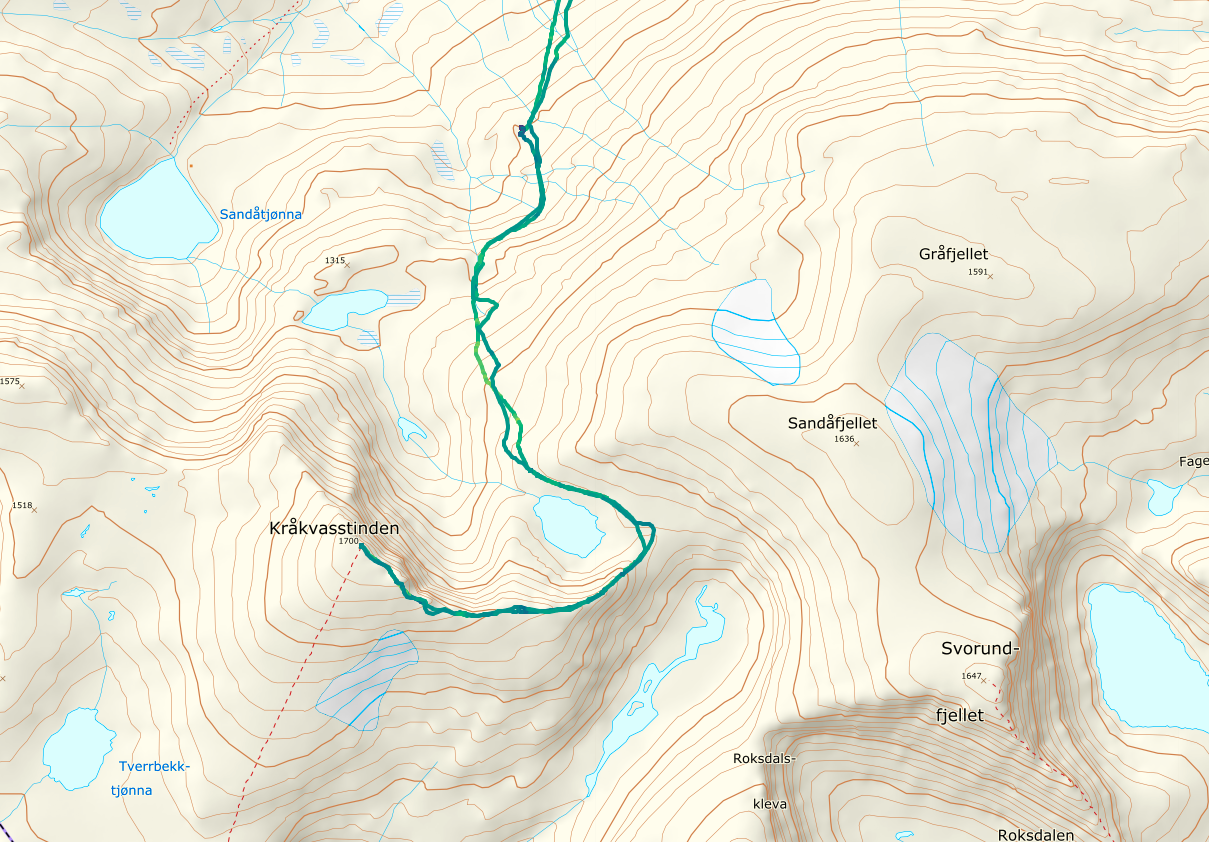 Sandåtjønna
1315
Gråfjellet
1591
1575
Sandåfjellet
1636
Fage
1518
Kråkvasstinden
1700
Svorund-
1647
fjellet
Tverrbekk-
tjønna
Roksdals-
kleva
Roksdalen